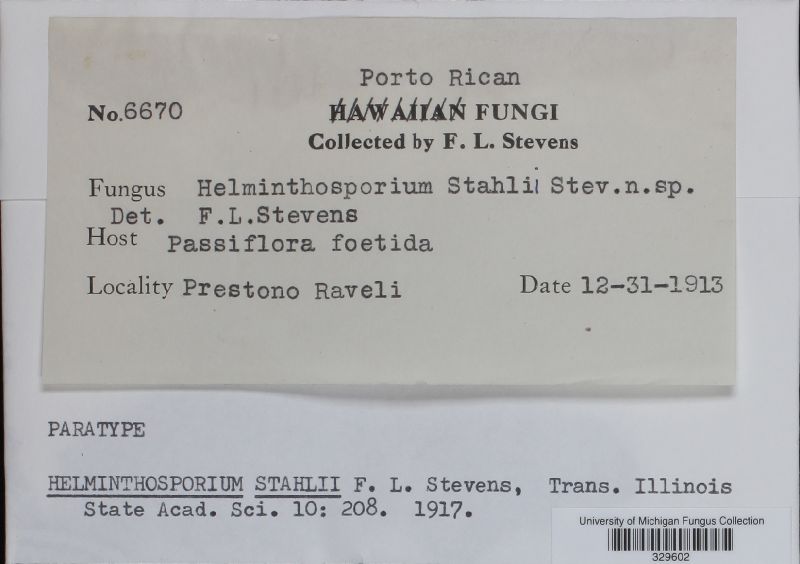 Porto Rican
No.6670 HAWAIIAN FUNGI
Collected by F. L. Stevens
Fungus Helminthosporium Stahlii Stev.n.sp.
Det. F.L.Stevens
Host Passiflora foetida
Locality Prestono Raveli Date 12-31-1913
PARATYPE
HELMINTHOSPORIUM STAHLII F. L. Stevens, Trans. Illinois
State Acad. Sci. 10: 208. 1917.
University of Michigan Fungus Collection
329602